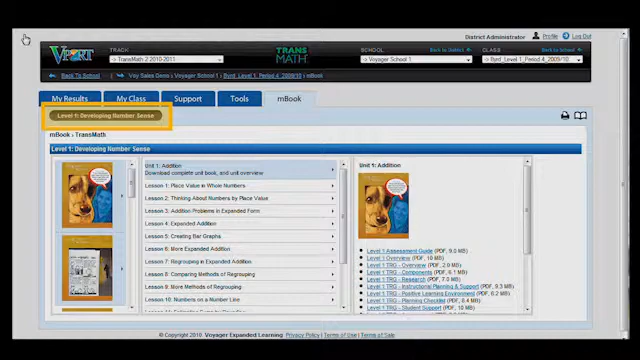 District Administrator Profile Log Out
VPORT
TRACK
TransMath 2 2010-2011
TRANS
MATH
SCHOOL Back to District
Voyager School 1
CLASS Back to School
Byrd_Level 1_Period 4_2009/10
Back To School Voy Sales Geos › Voyager School 1 › Byrd_Level 1_Period 4_2009/10 › mBook
My Results My Class Support Tools mBook
Level 1: Developing Number Sense
mBook › TransMath
Level 1: Developing Number Sense
Unit 1: Addition
Download complete unit book, and unit overview
Lesson 1: Place Value in Whole Numbers
Lesson 2: Thinking About Numbers by Place Value
Lesson 3: Addition Problems in Expanded Form
Lesson 4: Expanded Addition
Lesson 5: Creating Bar Graphs
Lesson 6: More Expanded Addition
Lesson 7: Regrouping in Expanded Addition
Lesson 8: Comparing Methods of Regrouping
Lesson 9: More Methods of Regrouping
Lesson 10: Numbers on a Number Line
Unit 1: Addition
Level 1 Assessment Guide (PDF, 9.0 MB)
Level 1 Overview (PDF, 10 MB)
Level 1 TRG - Overview (PDF, 2.9 MB)
Level 1 TRG - Components (PDF, 6.1 MB)
Level 1 TRG - Research (PDF, 7.0 MB)
Level 1 TRG - Instructional Planning & Support (PDF, 9.3 MB)
Level 1 TRG - Positive Learning Environment (PDF, 6.2 MB)
Level 1 TRG - Planning Checklist (PDF, 6.4 MB)
Level 1 TRG - Student Support (PDF, 10 MB)
© Copyright 2010. Voyager Expanded Learning Privacy Policy | Terms of Use | Terms of Sale